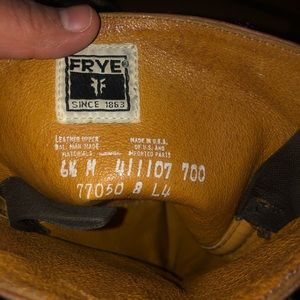 FRYE®
SINCE 1863
LEATHER UPPER
BAL. MAN MADE
MATERIALS
MADE IN U.S.A.
OF U.S. AND
IMPORTED PARTS
6½ M 411107 700
77050 8 L4